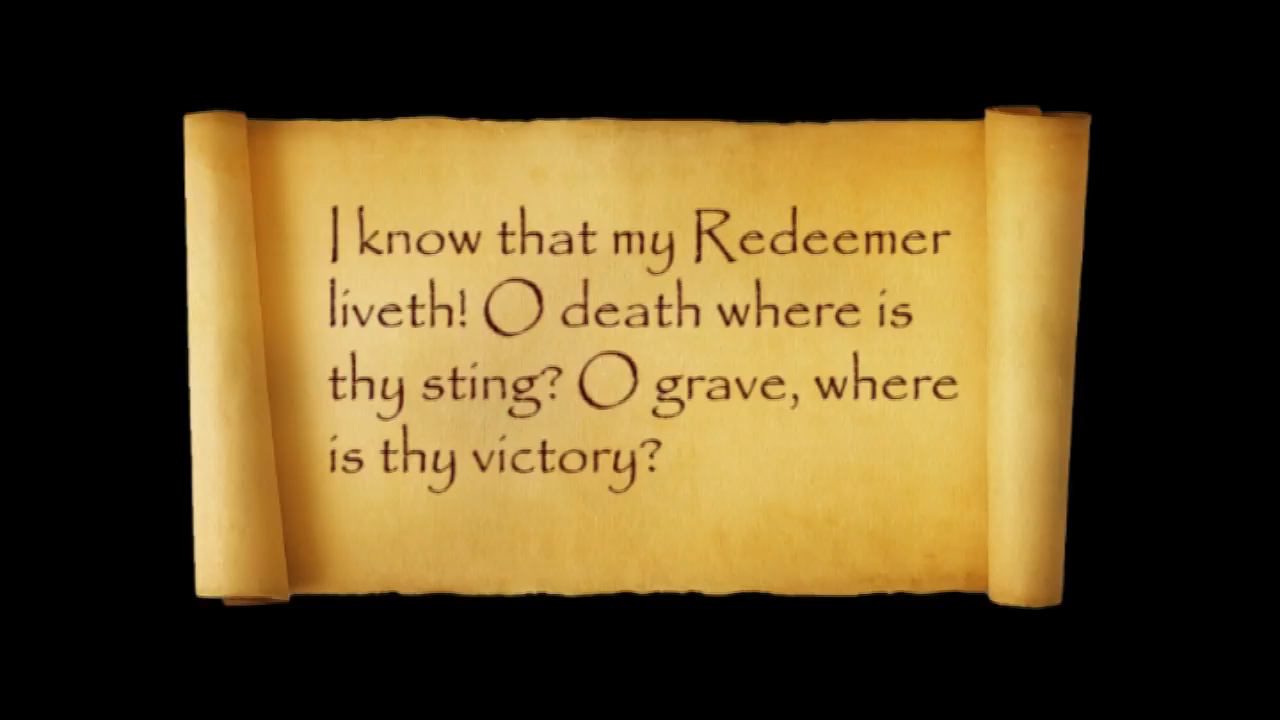 I know that my Redeemer
liveth! O death where is
thy sting? O grave, where
is thy victory?